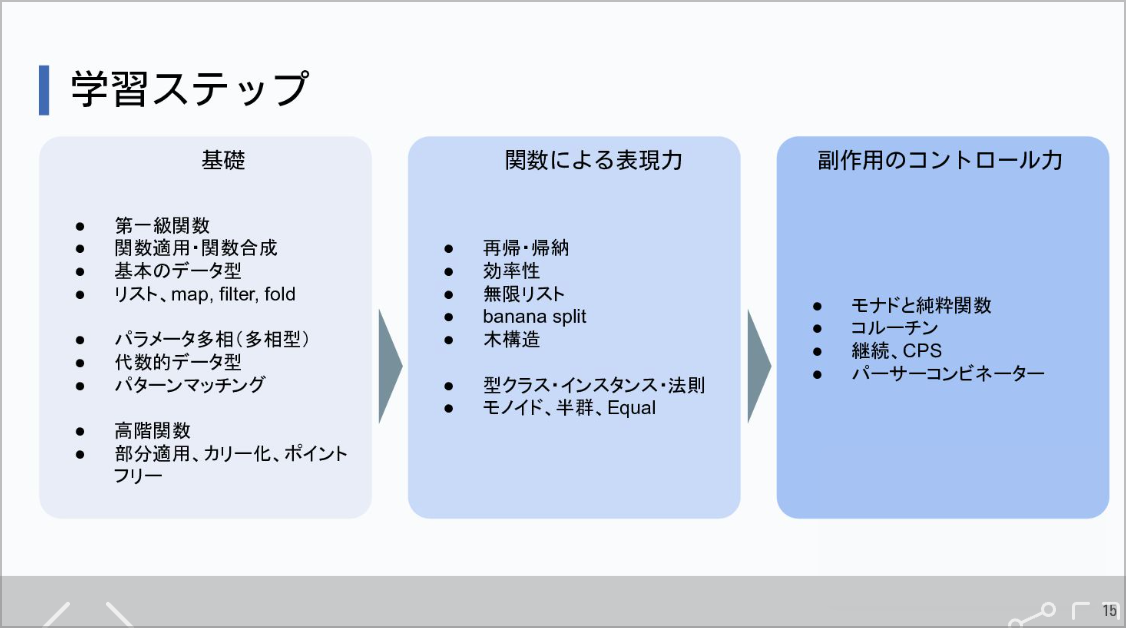 学習ステップ
基礎
● 第一級関数
● 関数適用・関数合成
● 基本のデータ型
● リスト、map, filter, fold
● パラメータ多相（多相型）
● 代数的データ型
● パターンマッチング
● 高階関数
● 部分適用、カリー化、ポイント
フリー
関数による表現力
● 再帰・帰納
● 効率性
● 無限リスト
● banana split
● 木構造
● 型クラス・インスタンス・法則
● モノイド、半群、Equal
副作用のコントロール力
● モナドと純粋関数
● コルーチン
● 継続、CPS
● パーサーコンビネーター
15